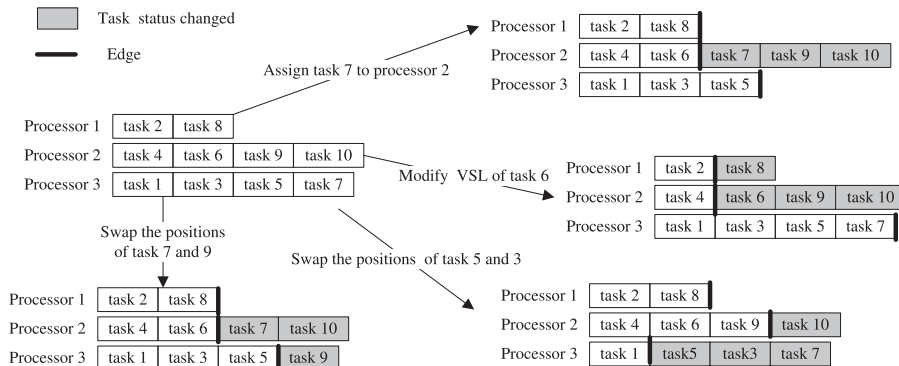 Task status changed
Edge
Processor 1 task 2 task 8
Processor 2 task 4 task 6 task 7 task 9 task 10
Processor 3 task 1 task 3 task 5
Assign task 7 to processor 2
Processor 1 task 2 task 8
Processor 2 task 4 task 6 task 9 task 10
Processor 3 task 1 task 3 task 5 task 7
Modify VSL of task 6
Processor 1 task 2 task 8
Processor 2 task 4 task 6 task 9 task 10
Processor 3 task 1 task 3 task 5 task 7
Swap the positions
of task 7 and 9
Swap the positions of task 5 and 3
Processor 1 task 2 task 8
Processor 2 task 4 task 6 task 7 task 10
Processor 3 task 1 task 3 task 5 task 9
Processor 1 task 2 task 8
Processor 2 task 4 task 6 task 9 task 10
Processor 3 task 1 task5 task3 task 7